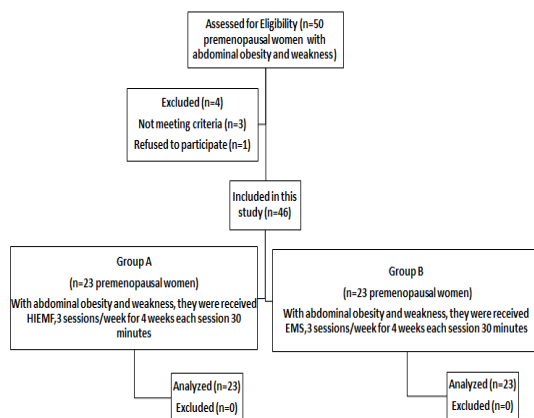 Assessed for Eligibility (n=50
premenopausal women with
abdominal obesity and weakness)
Excluded (n=4)
Not meeting criteria (n=3)
Refused to participate (n=1)
Included in this
study (n=46)
Group A
(n=23 premenopausal women)
With abdominal obesity and weakness, they were received
HIEMF,3 sessions/week for 4 weeks each session 30
minutes
Group B
(n=23 premenopausal women)
With abdominal obesity and weakness, they were received
EMS,3 sessions/week for 4 weeks each session 30 minutes
Analyzed (n=23)
Excluded (n=0)
Analyzed (n=23)
Excluded (n=0)